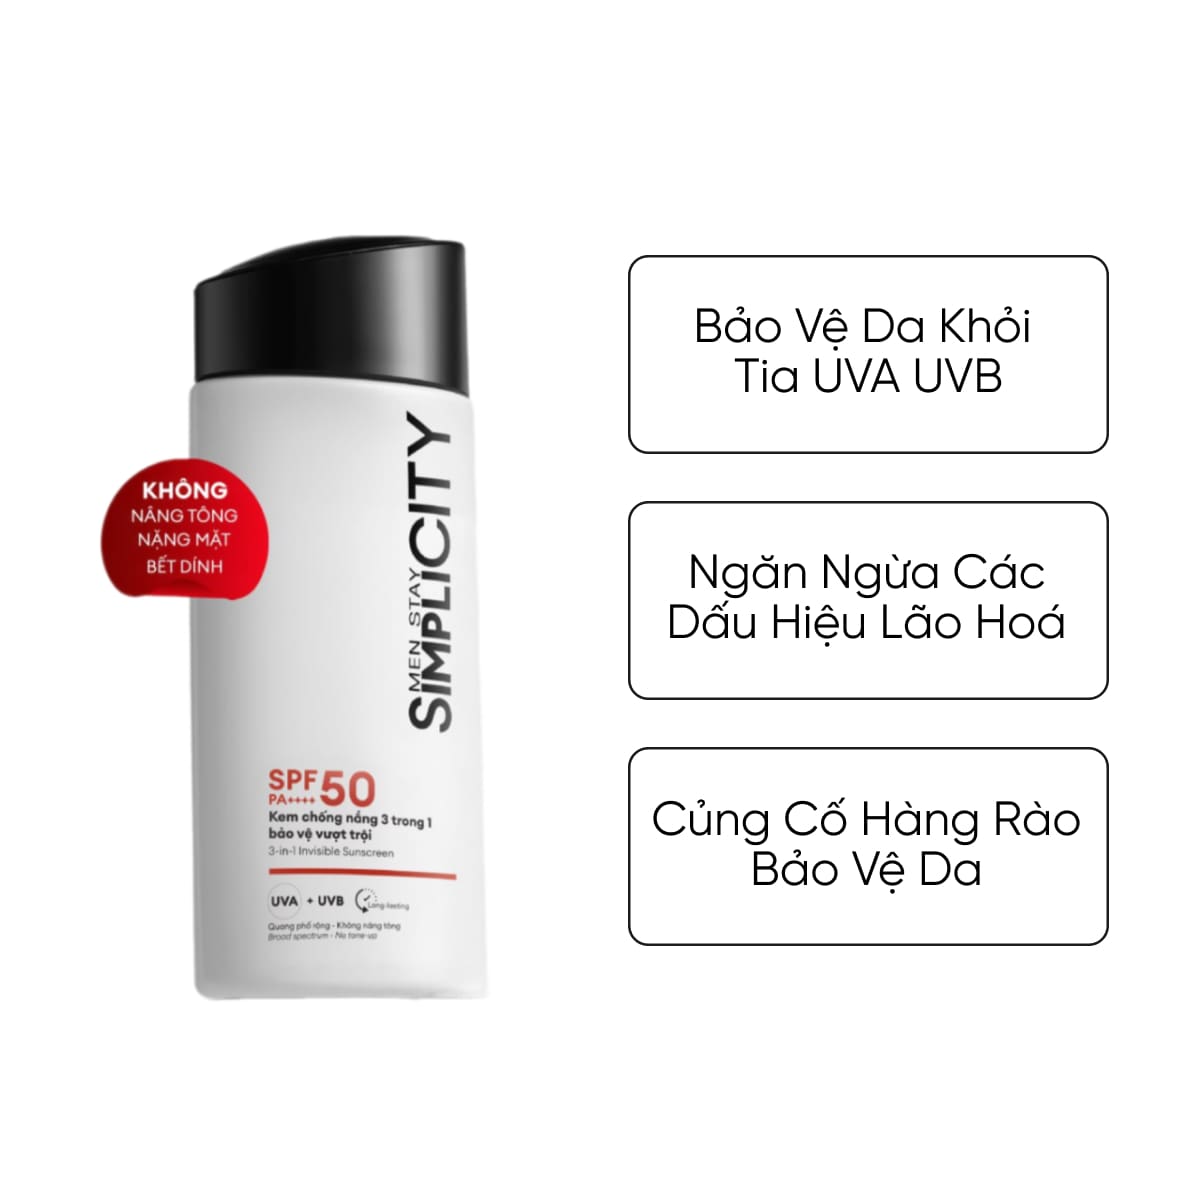 KHÔNG
NÂNG TÔNG
NẶNG MẶT
BẾT DÍNH
MEN STAY
SIMPLICITY
SPF 50
PA++++
Kem chống nắng 3 trong 1
bảo vệ vượt trội
3-in-1 Invisible Sunscreen
UVA + UVB Long-lasting
Quang phổ rộng - Không nâng tông
Broad spectrum - No tone-up
Bảo Vệ Da Khỏi
Tia UVA UVB
Ngăn Ngừa Các
Dấu Hiệu Lão Hoá
Củng Cố Hàng Rào
Bảo Vệ Da